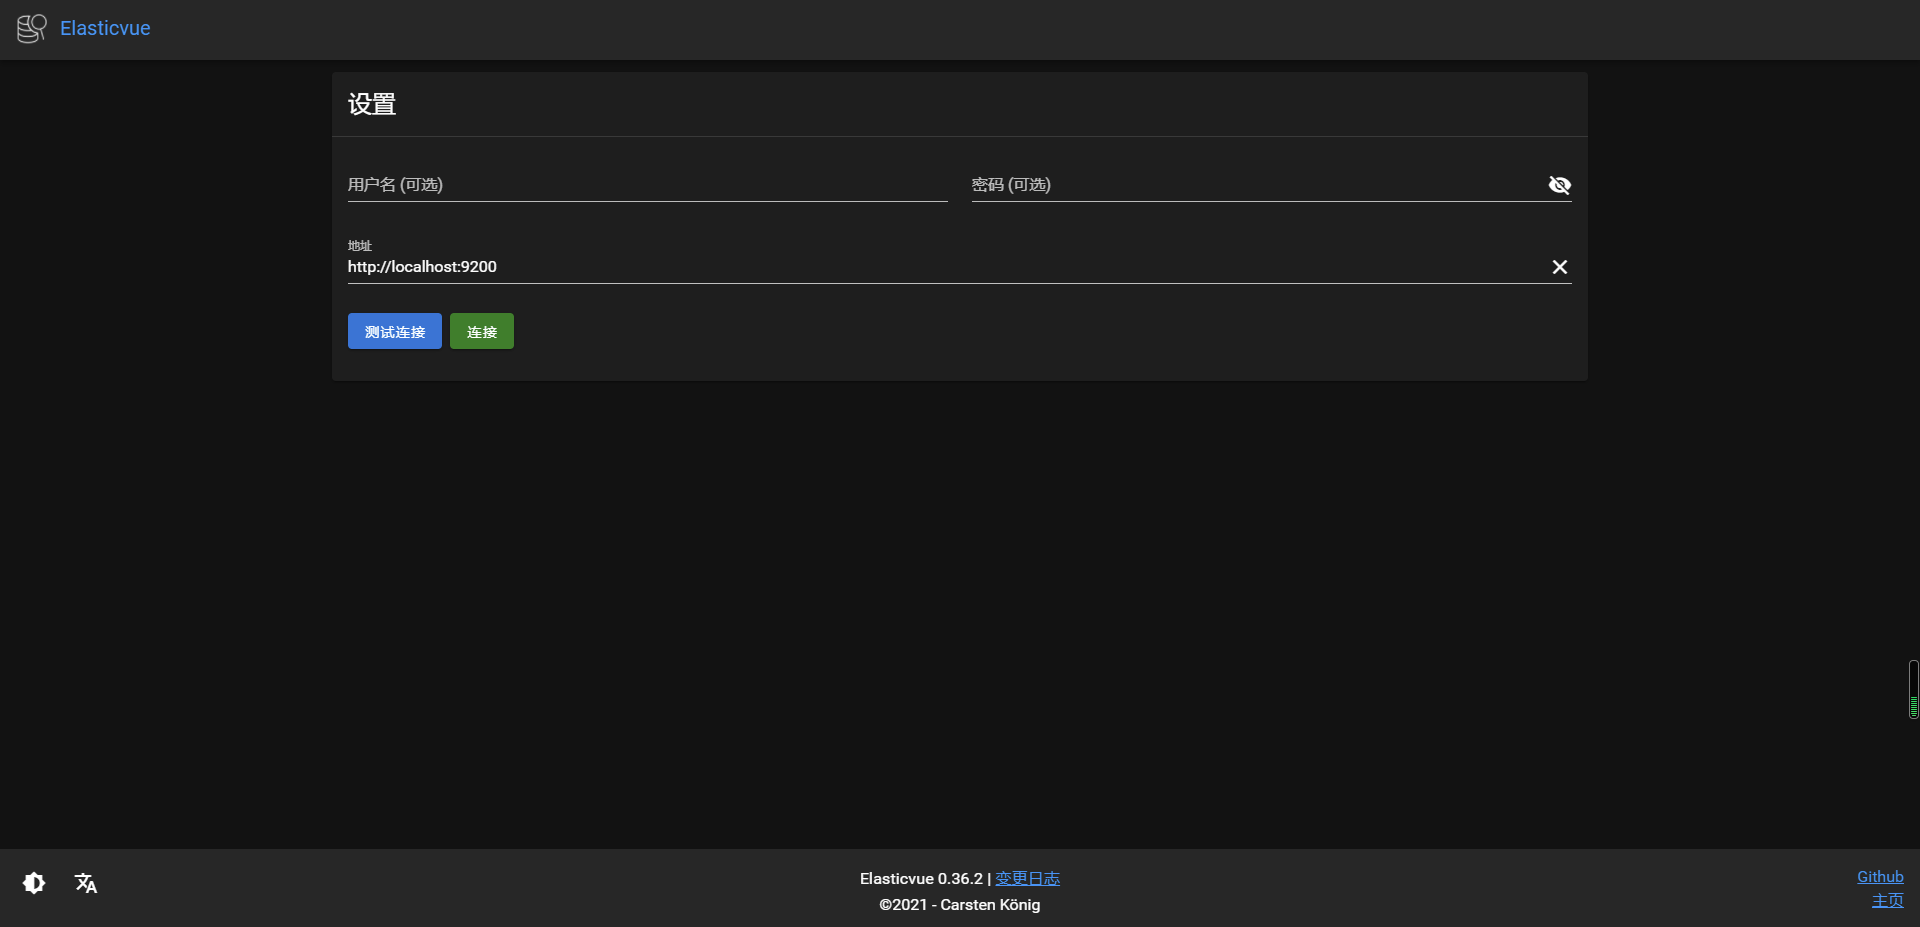 Elasticvue
设置
用户名 (可选)
密码 (可选)
地址
http://localhost:9200
测试连接
连接
Elasticvue 0.36.2 | 变更日志
©2021 - Carsten König
Github
主页